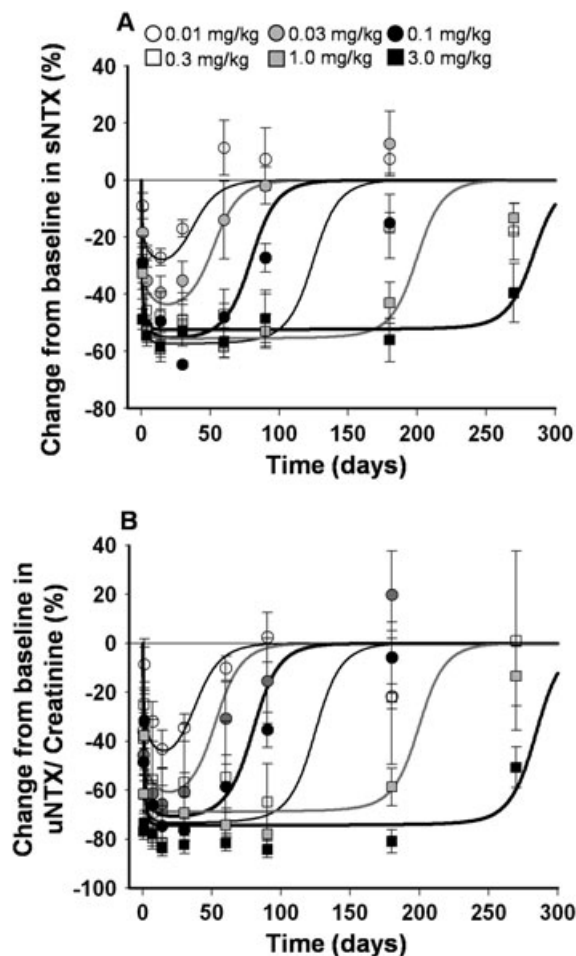 A
0.01 mg/kg 0.03 mg/kg 0.1 mg/kg
0.3 mg/kg 1.0 mg/kg 3.0 mg/kg
Change from baseline in sNTX (%)
40
20
0
-20
-40
-60
-80
0 50 100 150 200 250 300
Time (days)
B
Change from baseline in
uNTX/ Creatinine (%)
40
20
0
-20
-40
-60
-80
-100
0 50 100 150 200 250 300
Time (days)